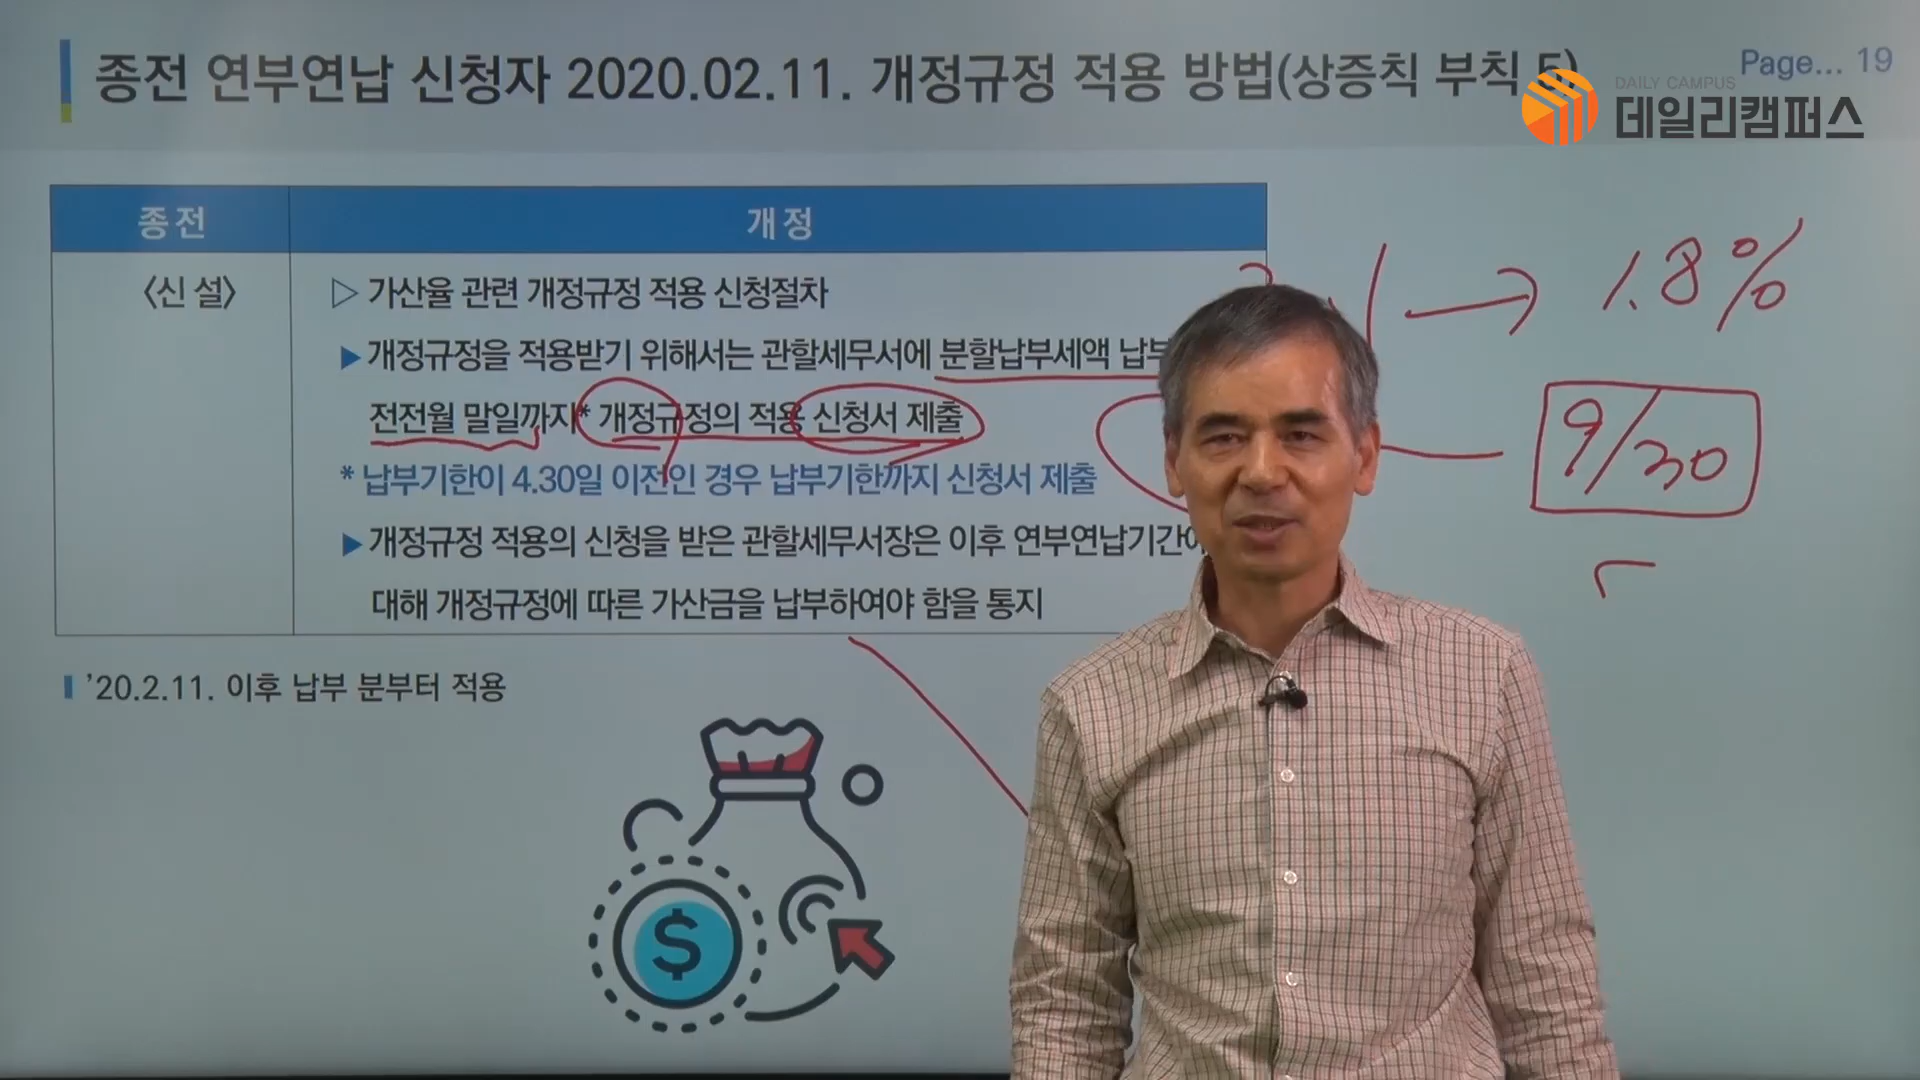 종전 연부연납 신청자 2020.02.11. 개정규정 적용 방법(상증칙 부칙 5)
Page... 19
DAILY CAMPUS
데일리캠퍼스
종전
개정
〈신 설〉
▷ 가산율 관련 개정규정 적용 신청절차
▶ 개정규정을 적용받기 위해서는 관할세무서에 분할납부세액 납부
전전월 말일까지* 개정규정의 적용 신청서 제출
* 납부기한이 4.30일 이전인 경우 납부기한까지 신청서 제출
▶ 개정규정 적용의 신청을 받은 관할세무서장은 이후 연부연납기간에
대해 개정규정에 따른 가산금을 납부하여야 함을 통지
’20.2.11. 이후 납부 분부터 적용
→ 1.8%
9/30
$